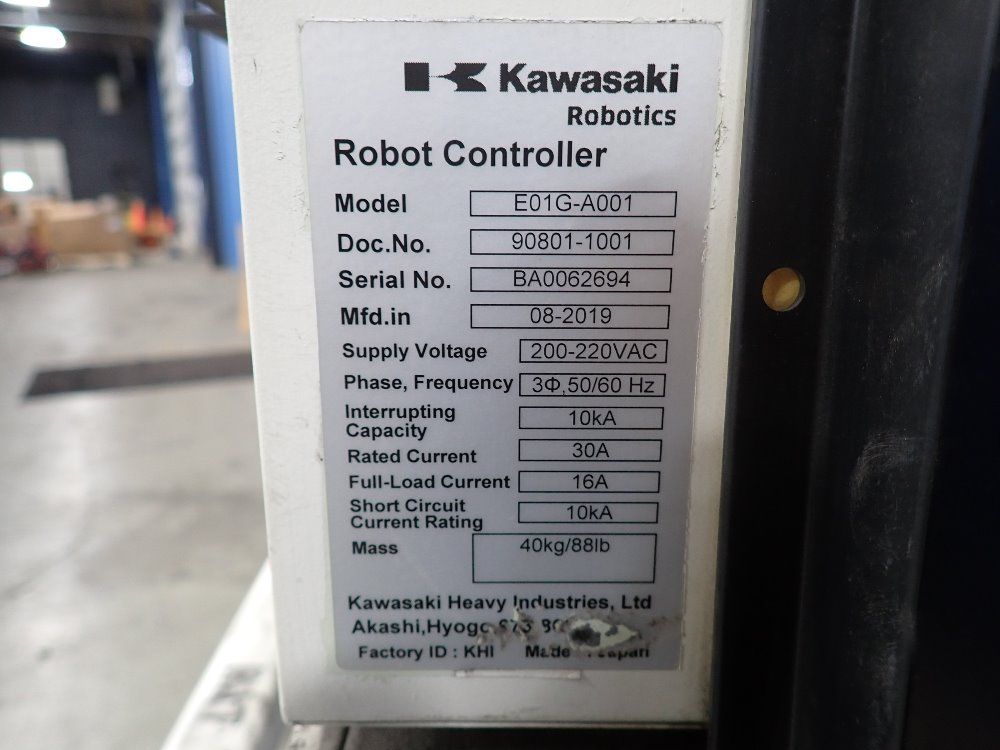 Kawasaki
Robotics
Robot Controller
Model E01G-A001
Doc.No. 90801-1001
Serial No. BA0062694
Mfd.in 08-2019
Supply Voltage 200-220VAC
Phase, Frequency 3Φ,50/60 Hz
Interrupting
Capacity 10kA
Rated Current 30A
Full-Load Current 16A
Short Circuit
Current Rating 10kA
Mass 40kg/88lb
Kawasaki Heavy Industries, Ltd
Akashi,Hyogo
Factory ID : KHI Made Japan